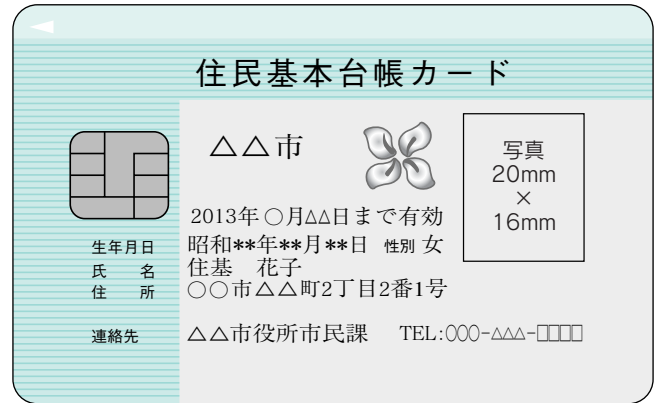 住民基本台帳カード
△△市
写真
20mm
×
16mm
2013年○月△△日まで有効
生年月日 昭和**年**月**日 性別 女
氏 名 住基 花子
住 所 ○○市△△町2丁目2番1号
連絡先 △△市役所市民課 TEL:○○○-△△△-□□□□